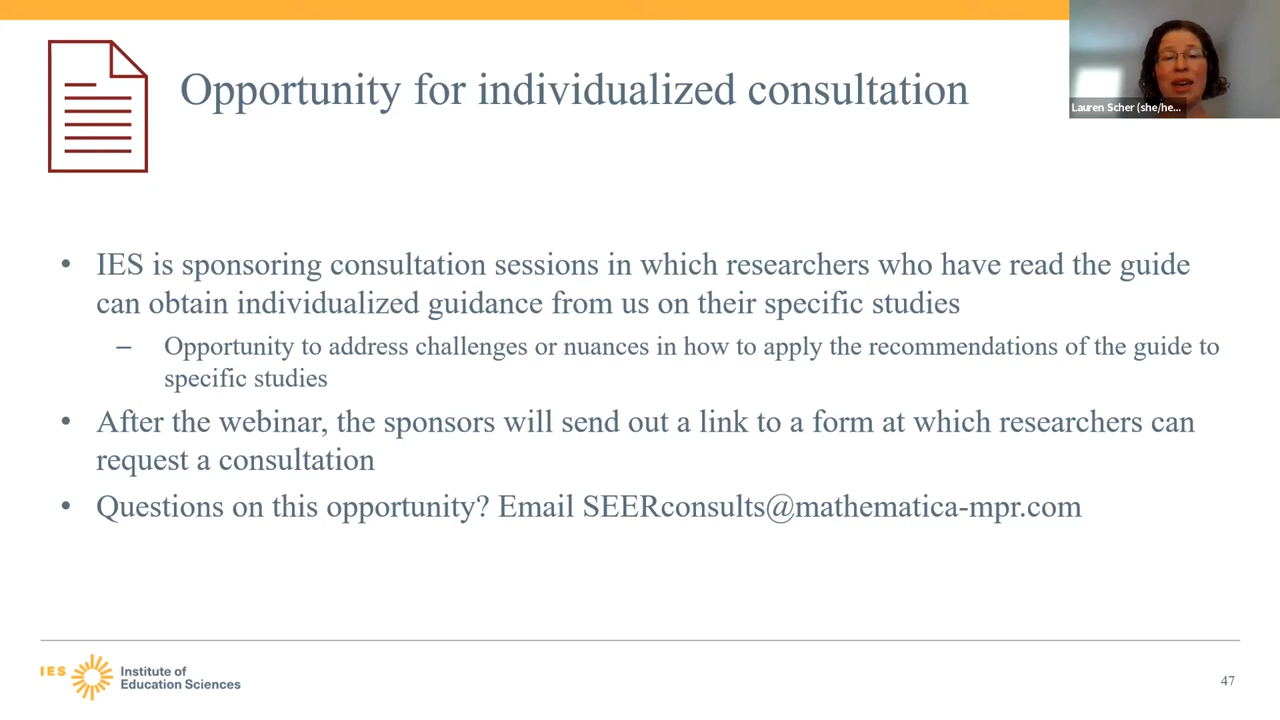 Opportunity for individualized consultation
Lauren Scher (she/he...
• IES is sponsoring consultation sessions in which researchers who have read the guide
can obtain individualized guidance from us on their specific studies
– Opportunity to address challenges or nuances in how to apply the recommendations of the guide to
specific studies
• After the webinar, the sponsors will send out a link to a form at which researchers can
request a consultation
• Questions on this opportunity? Email SEERconsults@mathematica-mpr.com
IES
Institute of
Education Sciences
47